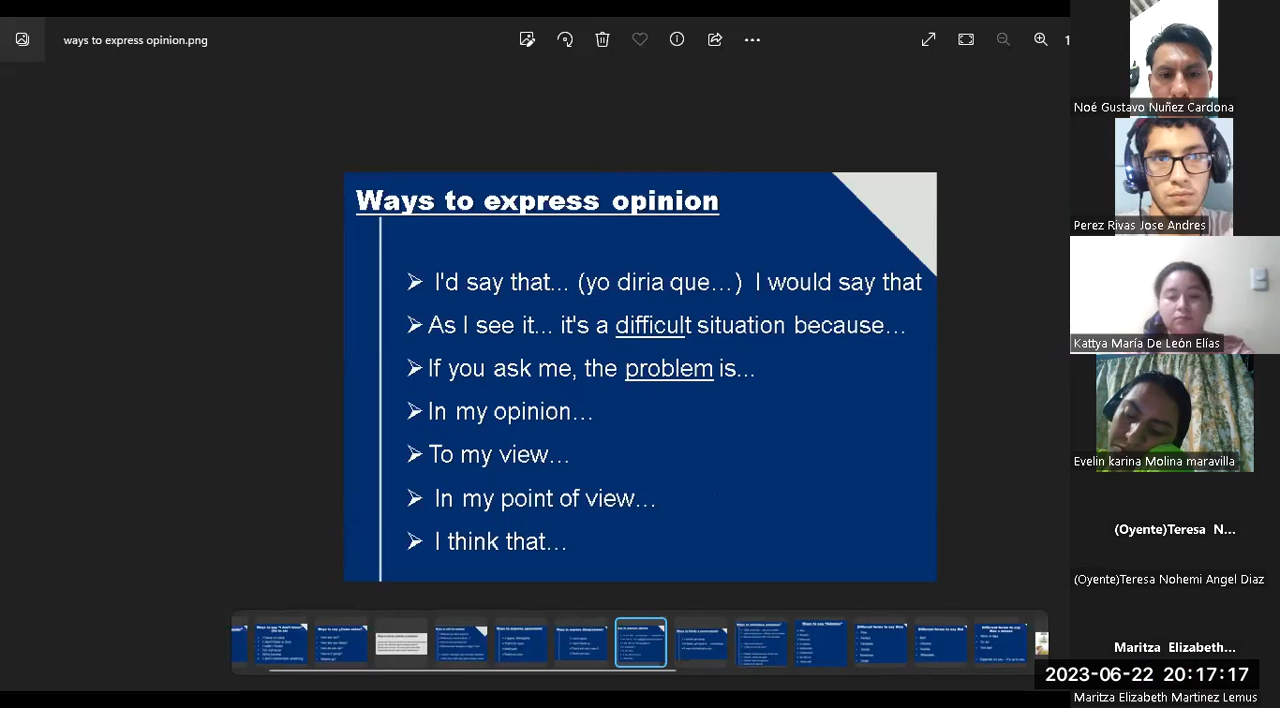 ways to express opinion.png
1
Ways to express opinion
➢ I'd say that... (yo diria que...) I would say that
➢ As I see it... it's a difficult situation because...
➢ If you ask me, the problem is...
➢ In my opinion...
➢ To my view...
➢ In my point of view...
➢ I think that...
Noé Gustavo Nuñez Cardona
Perez Rivas Jose Andres
Kattya María De León Elías
Evelin karina Molina maravilla
(Oyente)Teresa N...
(Oyente)Teresa Nohemi Angel Diaz
Maritza Elizabeth...
2023-06-22 20:17:17
Maritza Elizabeth Martinez Lemus